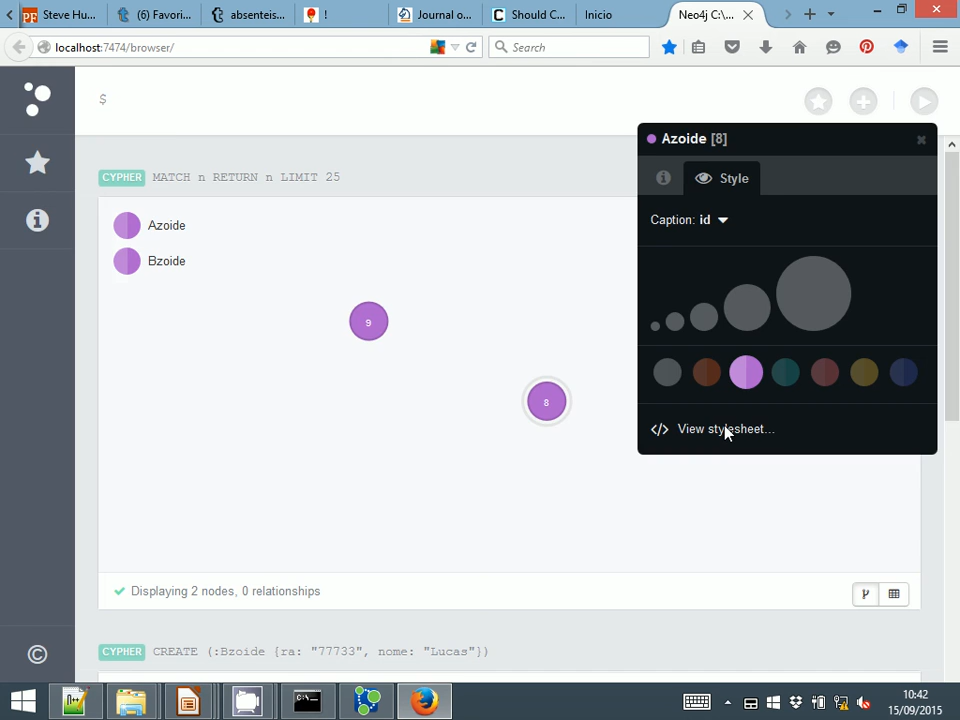 Steve Hu...
(6) Favori...
absenteis...
!
Journal o...
Should C...
Inicio
Neo4j C:\...
localhost:7474/browser/
Search
$
Azoide [8]
Style
CYPHER MATCH n RETURN n LIMIT 25
Caption: id
Azoide
Bzoide
9
8
</> View stylesheet...
Displaying 2 nodes, 0 relationships
CYPHER CREATE (:Bzoide {ra: "77733", nome: "Lucas"})
10:42
15/09/2015